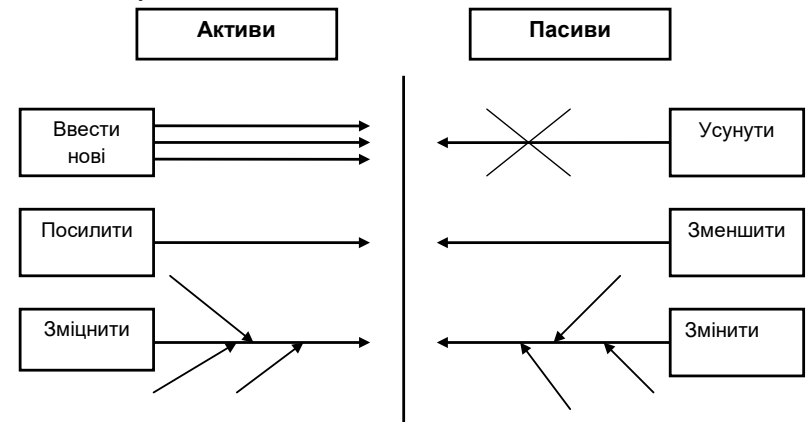 Активи
Пасиви
Ввести
нові
Усунути
Посилити
Зменшити
Зміцнити
Змінити